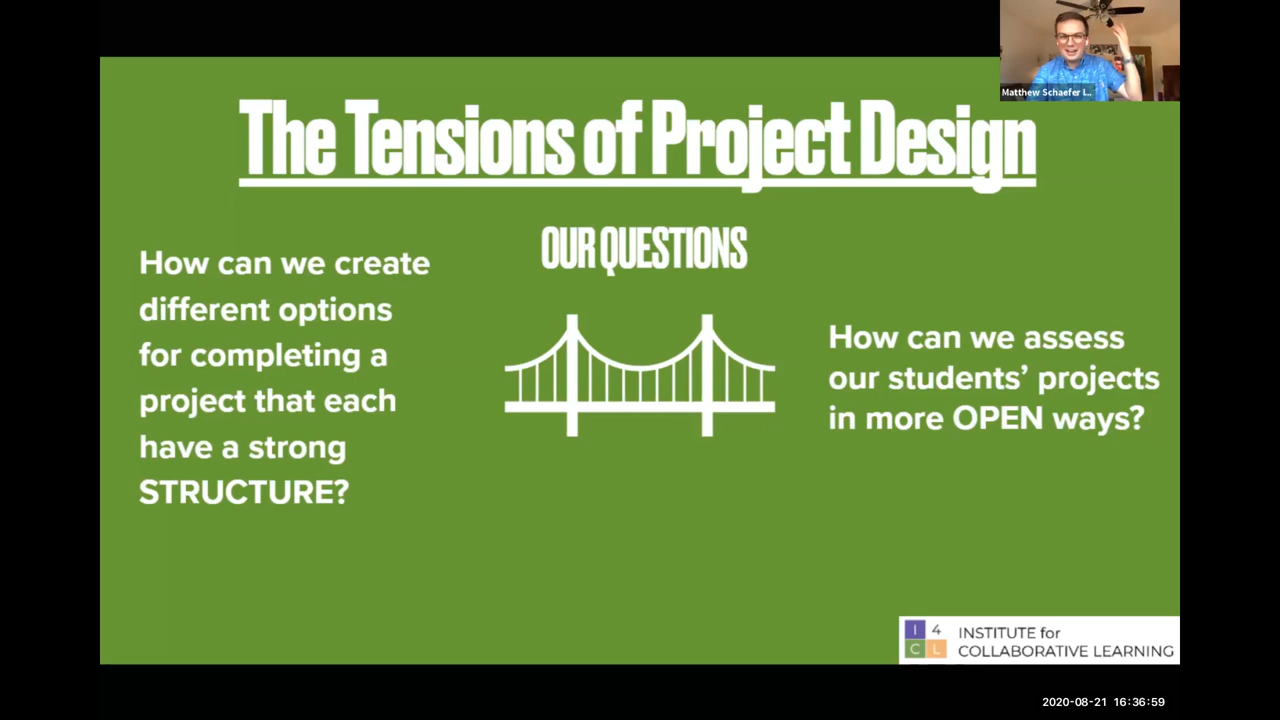 Matthew Schaefer I...
The Tensions of Project Design
OUR QUESTIONS
How can we create
different options
for completing a
project that each
have a strong
STRUCTURE?
How can we assess
our students’ projects
in more OPEN ways?
I 4
C L
INSTITUTE for
COLLABORATIVE LEARNING
2020-08-21 16:36:59